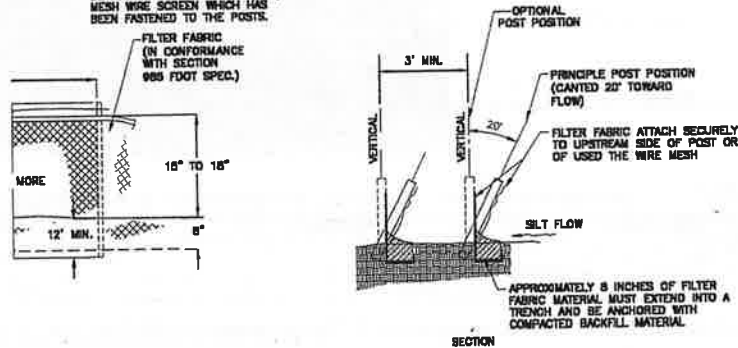 MESH WIRE SCREEN WHICH HAS
BEEN FASTENED TO THE POSTS.
FILTER FABRIC
(IN CONFORMANCE
WITH SECTION
985 FDOT SPEC.)
15" TO 18"
MORE
12" MIN.
6"
OPTIONAL
POST POSITION
3' MIN.
PRINCIPLE POST POSITION
(CANTED 20° TOWARD
FLOW)
VERTICAL
VERTICAL
20°
FILTER FABRIC ATTACH SECURELY
TO UPSTREAM SIDE OF POST OR
OF USED THE WIRE MESH
SILT FLOW
APPROXIMATELY 8 INCHES OF FILTER
FABRIC MATERIAL MUST EXTEND INTO A
TRENCH AND BE ANCHORED WITH
COMPACTED BACKFILL MATERIAL
SECTION